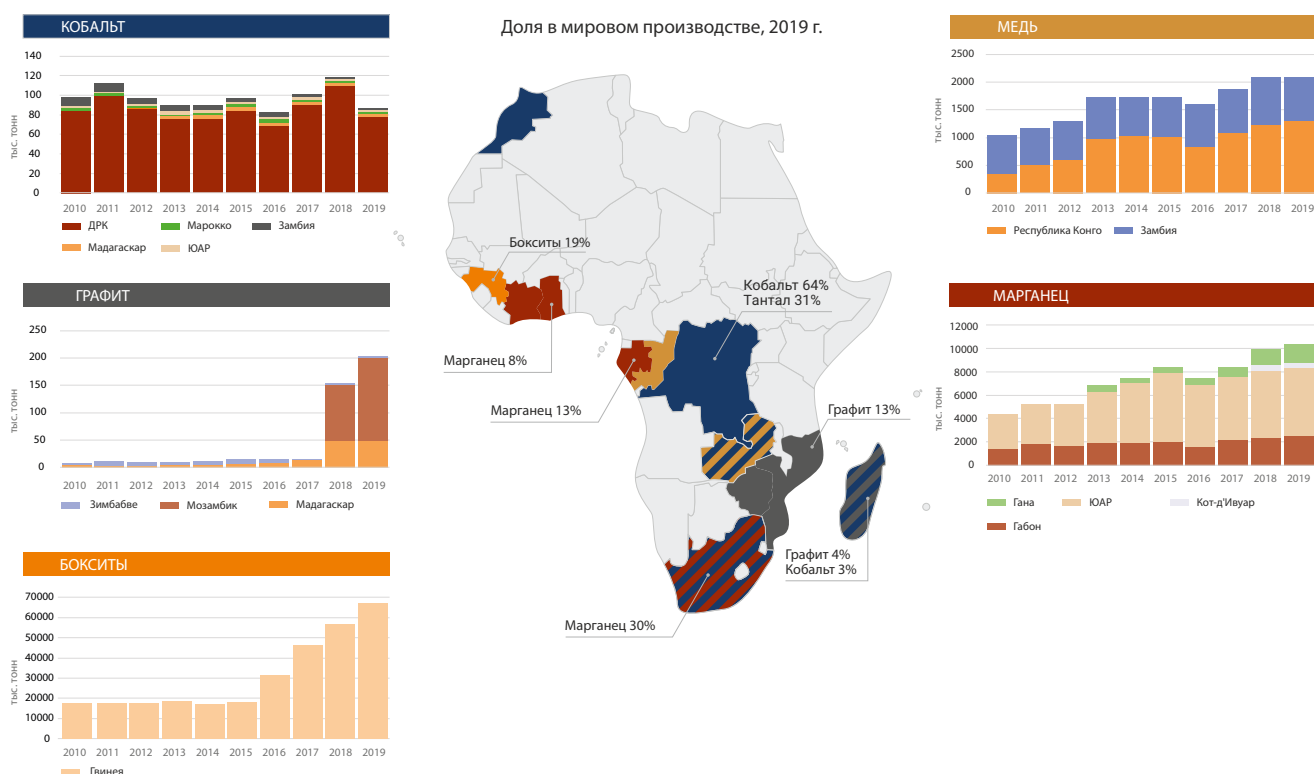 КОБАЛЬТ
тыс. тонн
140
120
100
80
60
40
20
0
2010 2011 2012 2013 2014 2015 2016 2017 2018 2019
ДРК Марокко Замбия
Мадагаскар ЮАР
ГРАФИТ
тыс. тонн
250
200
150
100
50
0
2010 2011 2012 2013 2014 2015 2016 2017 2018 2019
Зимбабве Мозамбик Мадагаскар
БОКСИТЫ
тыс. тонн
70000
60000
50000
40000
30000
20000
10000
0
2010 2011 2012 2013 2014 2015 2016 2017 2018 2019
Гвинея
Доля в мировом производстве, 2019 г.
Бокситы 19%
Кобальт 64%
Тантал 31%
Марганец 8%
Марганец 13%
Графит 13%
Графит 4%
Кобальт 3%
Марганец 30%
МЕДЬ
тыс. тонн
2500
2000
1500
1000
500
0
2010 2011 2012 2013 2014 2015 2016 2017 2018 2019
Республика Конго Замбия
МАРГАНЕЦ
тыс. тонн
12000
10000
8000
6000
4000
2000
0
2010 2011 2012 2013 2014 2015 2016 2017 2018 2019
Гана ЮАР Кот-д'Ивуар
Габон